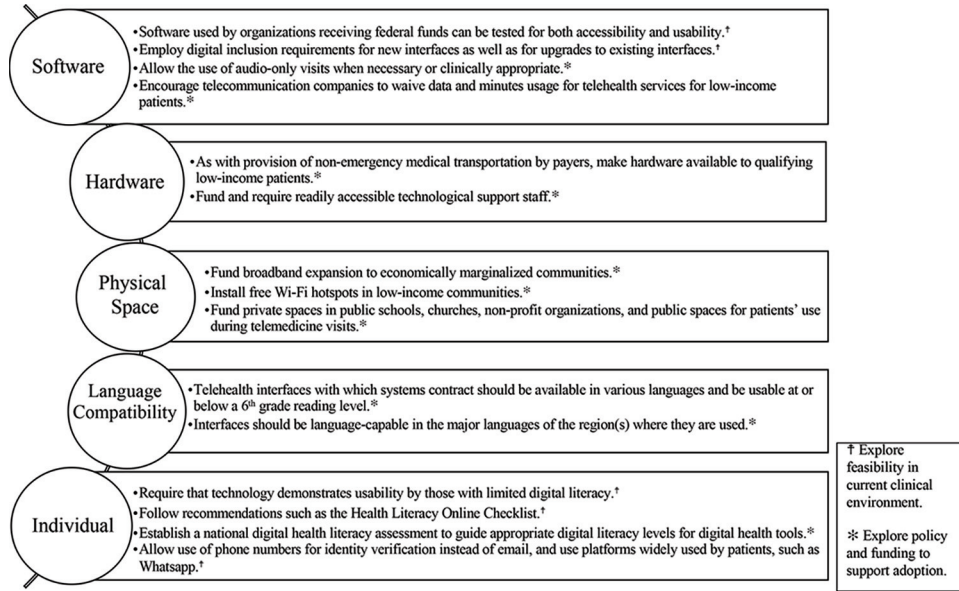 Software
•Software used by organizations receiving federal funds can be tested for both accessibility and usability.†
•Employ digital inclusion requirements for new interfaces as well as for upgrades to existing interfaces.†
•Allow the use of audio-only visits when necessary or clinically appropriate.*
•Encourage telecommunication companies to waive data and minutes usage for telehealth services for low-income
patients.*
Hardware
•As with provision of non-emergency medical transportation by payers, make hardware available to qualifying
low-income patients.*
•Fund and require readily accessible technological support staff.*
Physical
Space
•Fund broadband expansion to economically marginalized communities.*
•Install free Wi-Fi hotspots in low-income communities.*
•Fund private spaces in public schools, churches, non-profit organizations, and public spaces for patients' use
during telemedicine visits.*
Language
Compatibility
•Telehealth interfaces with which systems contract should be available in various languages and be usable at or
below a 6th grade reading level.*
•Interfaces should be language-capable in the major languages of the region(s) where they are used.*
Individual
•Require that technology demonstrates usability by those with limited digital literacy.†
•Follow recommendations such as the Health Literacy Online Checklist.†
•Establish a national digital health literacy assessment to guide appropriate digital literacy levels for digital health tools.*
•Allow use of phone numbers for identity verification instead of email, and use platforms widely used by patients, such as
Whatsapp.†
† Explore
feasibility in
current clinical
environment.
* Explore policy
and funding to
support adoption.